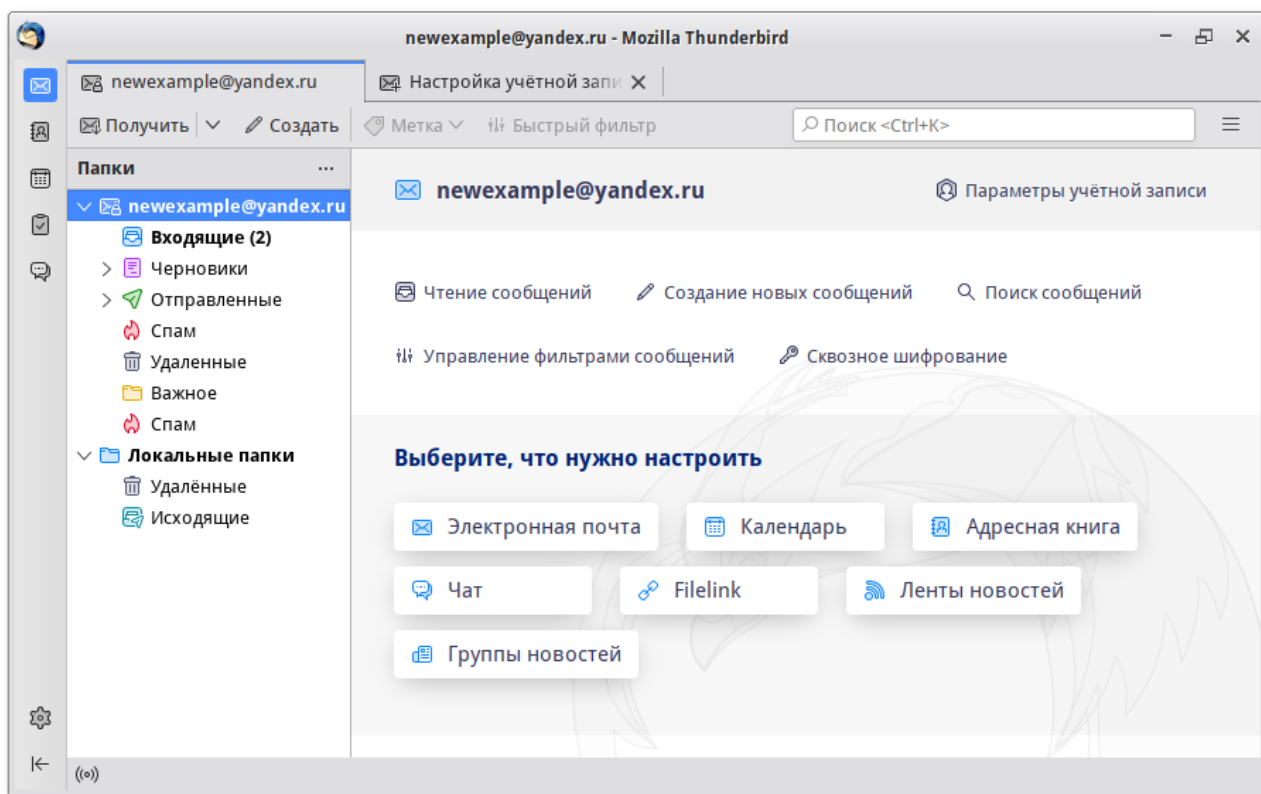 newexample@yandex.ru - Mozilla Thunderbird
newexample@yandex.ru
Настройка учётной запи
Получить
Создать
Метка
Быстрый фильтр
Поиск <Ctrl+K>
Папки
newexample@yandex.ru
Входящие (2)
Черновики
Отправленные
Спам
Удаленные
Важное
Спам
Локальные папки
Удалённые
Исходящие
newexample@yandex.ru
Параметры учётной записи
Чтение сообщений
Создание новых сообщений
Поиск сообщений
Управление фильтрами сообщений
Сквозное шифрование
Выберите, что нужно настроить
Электронная почта
Календарь
Адресная книга
Чат
Filelink
Ленты новостей
Группы новостей